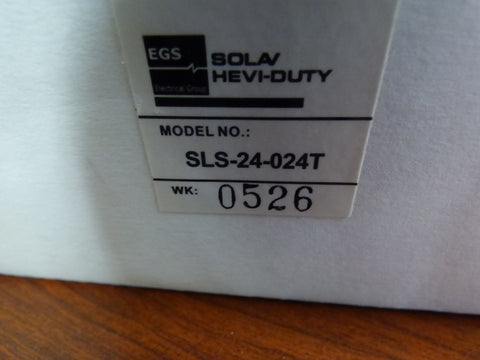 EGS
Electrical Group
SOLA/
HEVI-DUTY
MODEL NO.:
SLS-24-024T
WK: 0526